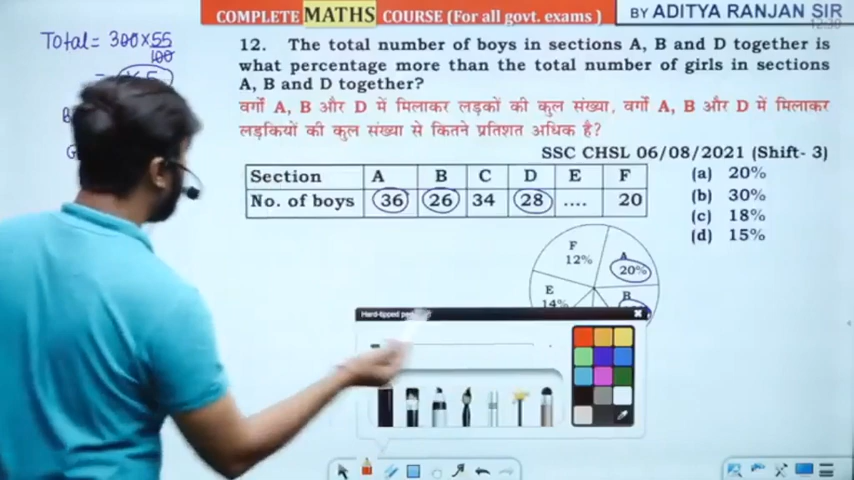 COMPLETE MATHS COURSE (For all govt. exams )
BY ADITYA RANJAN SIR
Total = 300×55
100
12. The total number of boys in sections A, B and D together is
what percentage more than the total number of girls in sections
A, B and D together?
वर्गों A, B और D में मिलाकर लड़कों की कुल संख्या, वर्गों A, B और D में मिलाकर
लड़कियों की कुल संख्या से कितने प्रतिशत अधिक है?
SSC CHSL 06/08/2021 (Shift- 3)
Section A B C D E F
No. of boys 36 26 34 28 .... 20
(a) 20%
(b) 30%
(c) 18%
(d) 15%
F
12%
A
20%
E
14%
B
Hard-tipped